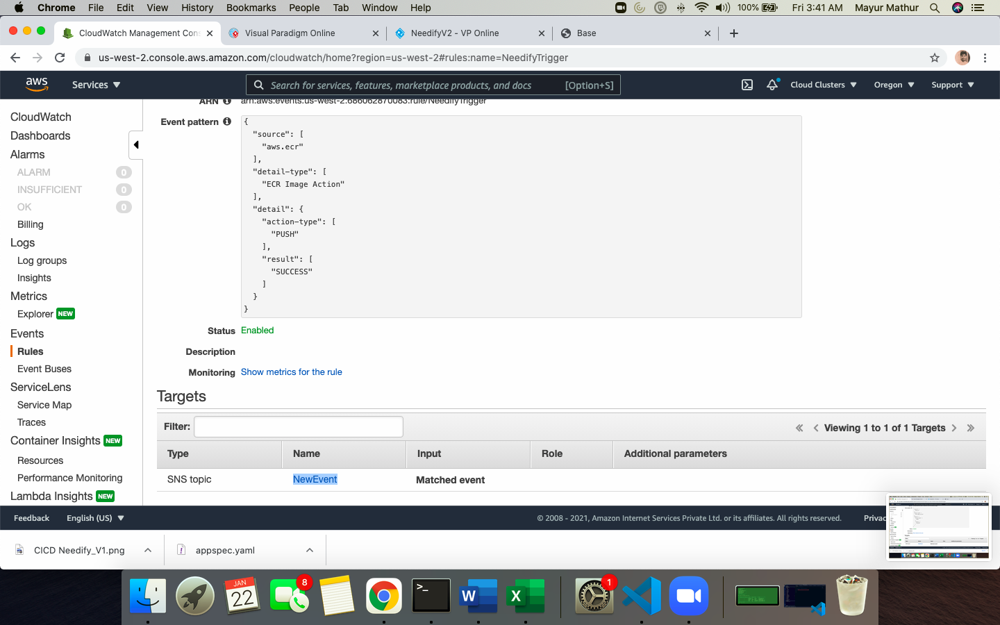 Chrome File Edit View History Bookmarks People Tab Window Help 100% Fri 3:41 AM Mayur Mathur
CloudWatch Management Cons Visual Paradigm Online NeedifyV2 - VP Online Base
us-west-2.console.aws.amazon.com/cloudwatch/home?region=us-west-2#rules:name=NeedifyTrigger
aws Services Search for services, features, marketplace products, and docs [Option+S] Cloud Clusters Oregon Support
CloudWatch
Dashboards
Alarms
ALARM 0
INSUFFICIENT 0
OK 0
Billing
Logs
Log groups
Insights
Metrics
Explorer NEW
Events
Rules
Event Buses
ServiceLens
Service Map
Traces
Container Insights NEW
Resources
Performance Monitoring
Lambda Insights NEW
ARN arn:aws:events:us-west-2:686062870083:rule/NeedifyTrigger
Event pattern {
"source": [
"aws.ecr"
],
"detail-type": [
"ECR Image Action"
],
"detail": {
"action-type": [
"PUSH"
],
"result": [
"SUCCESS"
]
}
}
Status Enabled
Description
Monitoring Show metrics for the rule
Targets
Filter: « < Viewing 1 to 1 of 1 Targets > »
Type Name Input Role Additional parameters
SNS topic NewEvent Matched event
Feedback English (US) © 2008 - 2021, Amazon Internet Services Private Ltd. or its affiliates. All rights reserved. Privac
CICD Needify_V1.png appspec.yaml
JAN
22
8
>_
W
X
1